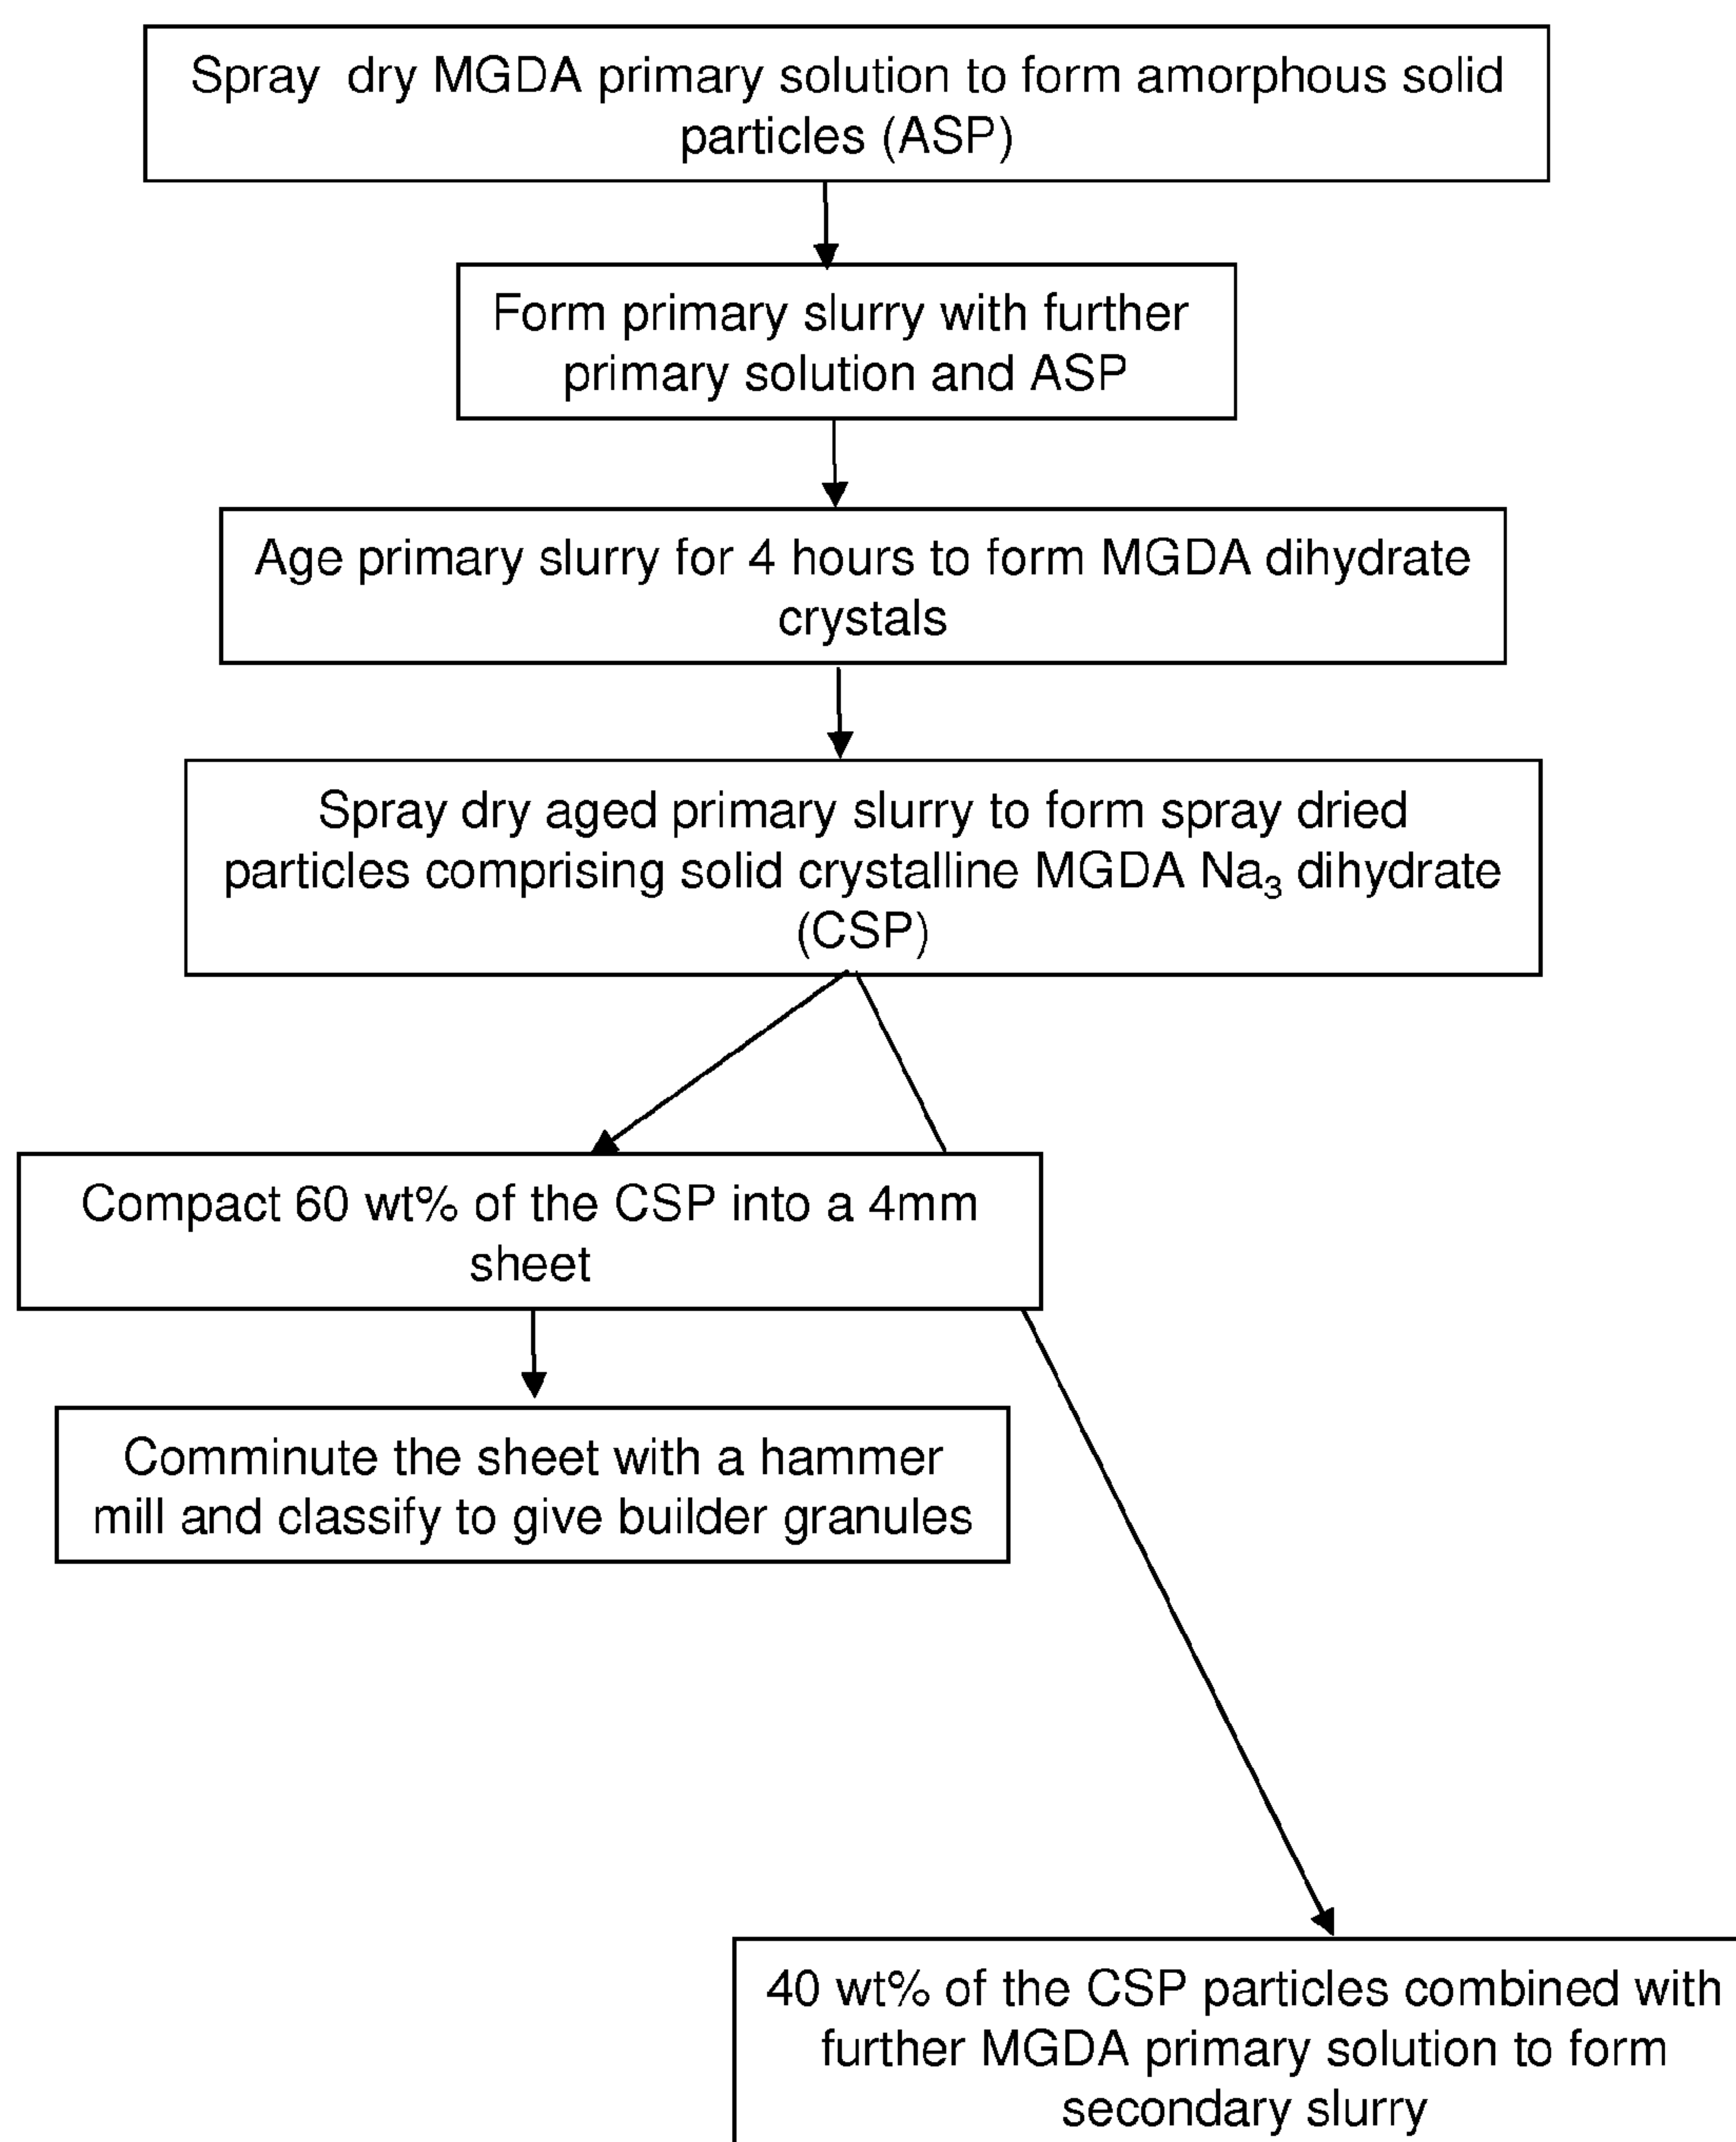 Spray dry MGDA primary solution to form amorphous solid
particles (ASP)
Form primary slurry with further
primary solution and ASP
Age primary slurry for 4 hours to form MGDA dihydrate
crystals
Spray dry aged primary slurry to form spray dried
particles comprising solid crystalline MGDA Na₃ dihydrate
(CSP)
Compact 60 wt% of the CSP into a 4mm
sheet
Comminute the sheet with a hammer
mill and classify to give builder granules
40 wt% of the CSP particles combined with
further MGDA primary solution to form
secondary slurry